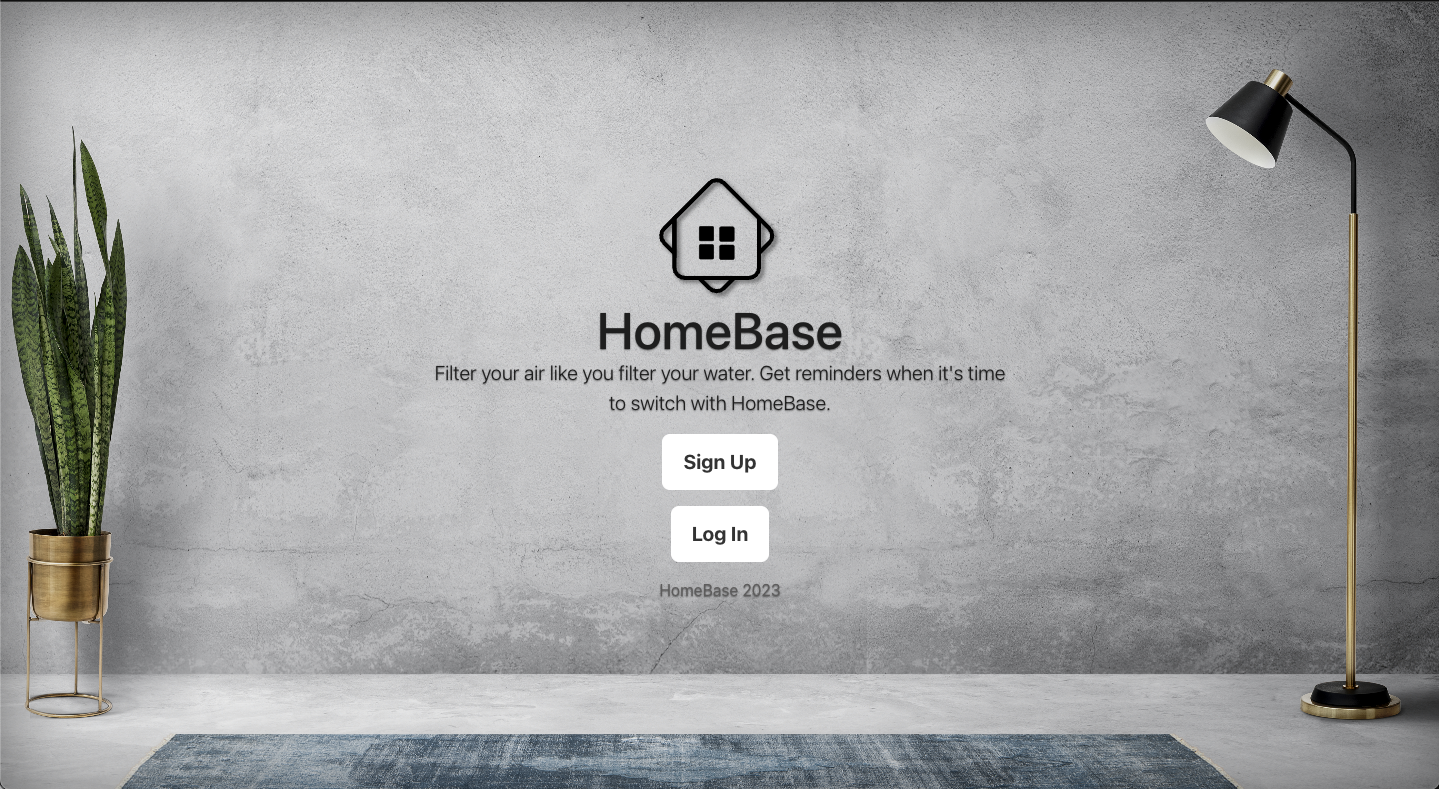 HomeBase
Filter your air like you filter your water. Get reminders when it's time
to switch with HomeBase.
Sign Up
Log In
HomeBase 2023